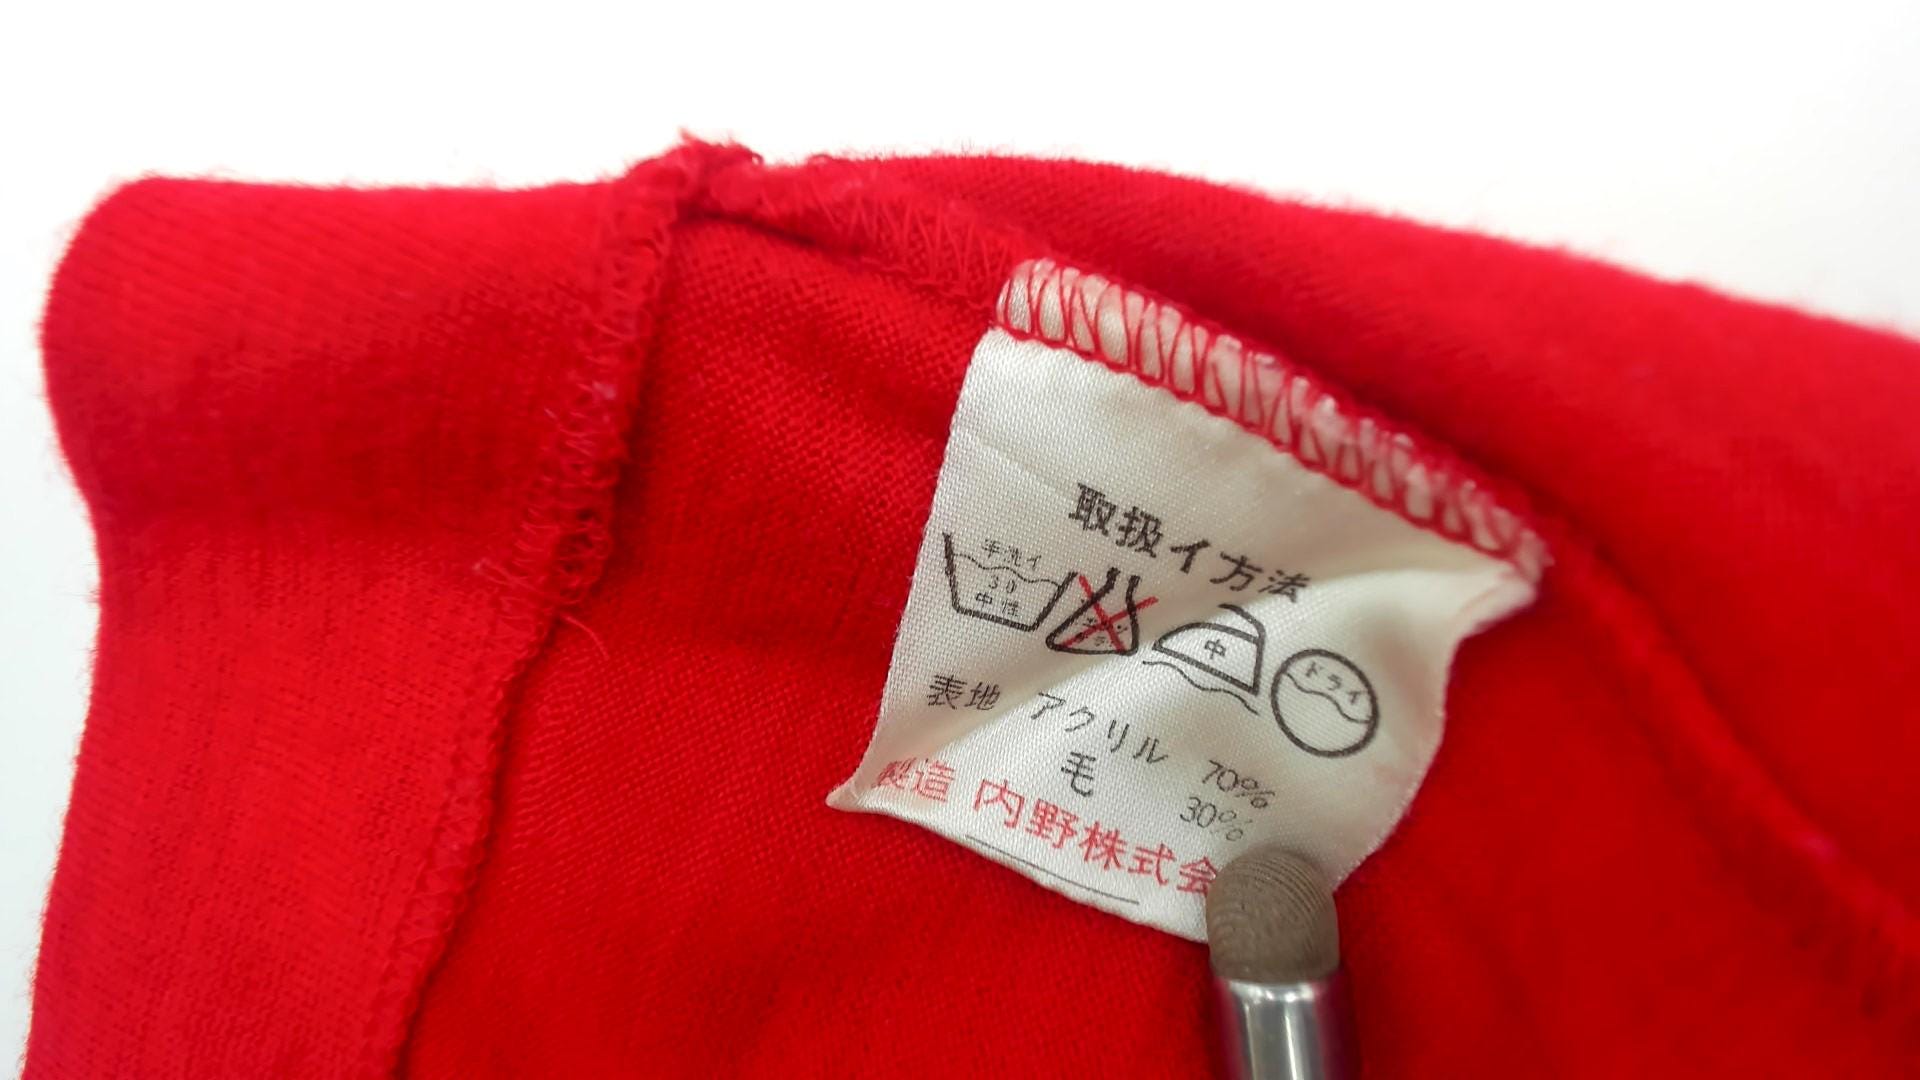 取扱イ方法
手洗イ
30
中性
中
ドライ
表地 アクリル 70%
毛 30%
製造 内野株式会